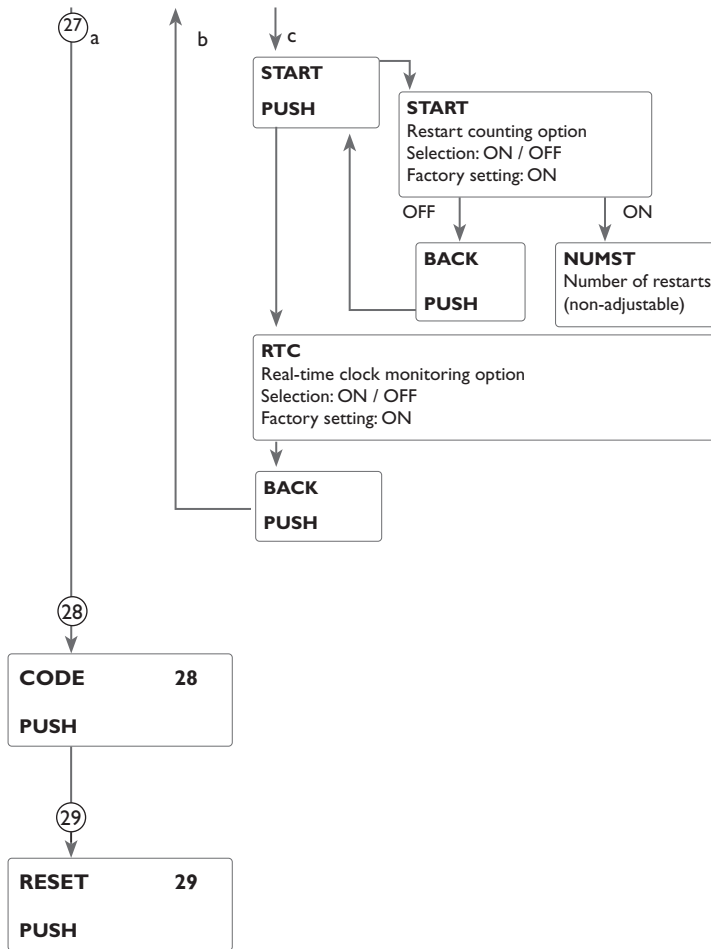 27
a
b
c
START
PUSH
START
Restart counting option
Selection: ON / OFF
Factory setting: ON
OFF
ON
BACK
PUSH
NUMST
Number of restarts
(non-adjustable)
RTC
Real-time clock monitoring option
Selection: ON / OFF
Factory setting: ON
BACK
PUSH
28
CODE 28
PUSH
29
RESET 29
PUSH